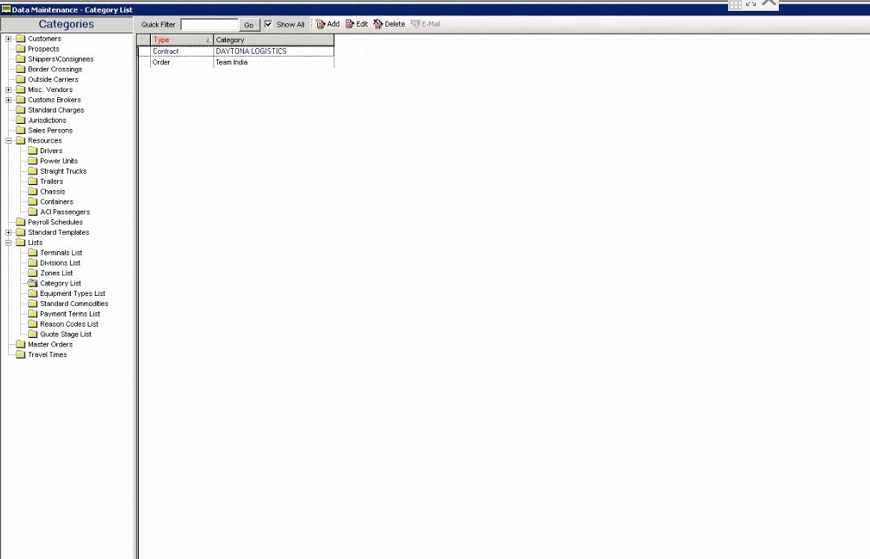 Data Maintenance - Category List
Categories
Quick Filter Go Show All Add Edit Delete E-Mail
Type Category
Contract DAYTONA LOGISTICS
Order Team India
Customers
Prospects
Shippers\Consignees
Border Crossings
Outside Carriers
Misc. Vendors
Customs Brokers
Standard Charges
Jurisdictions
Sales Persons
Resources
Drivers
Power Units
Straight Trucks
Trailers
Chassis
Containers
ACI Passengers
Payroll Schedules
Standard Templates
Lists
Terminals List
Divisions List
Zones List
Category List
Equipment Types List
Standard Commodities
Payment Terms List
Reason Codes List
Quote Stage List
Master Orders
Travel Times